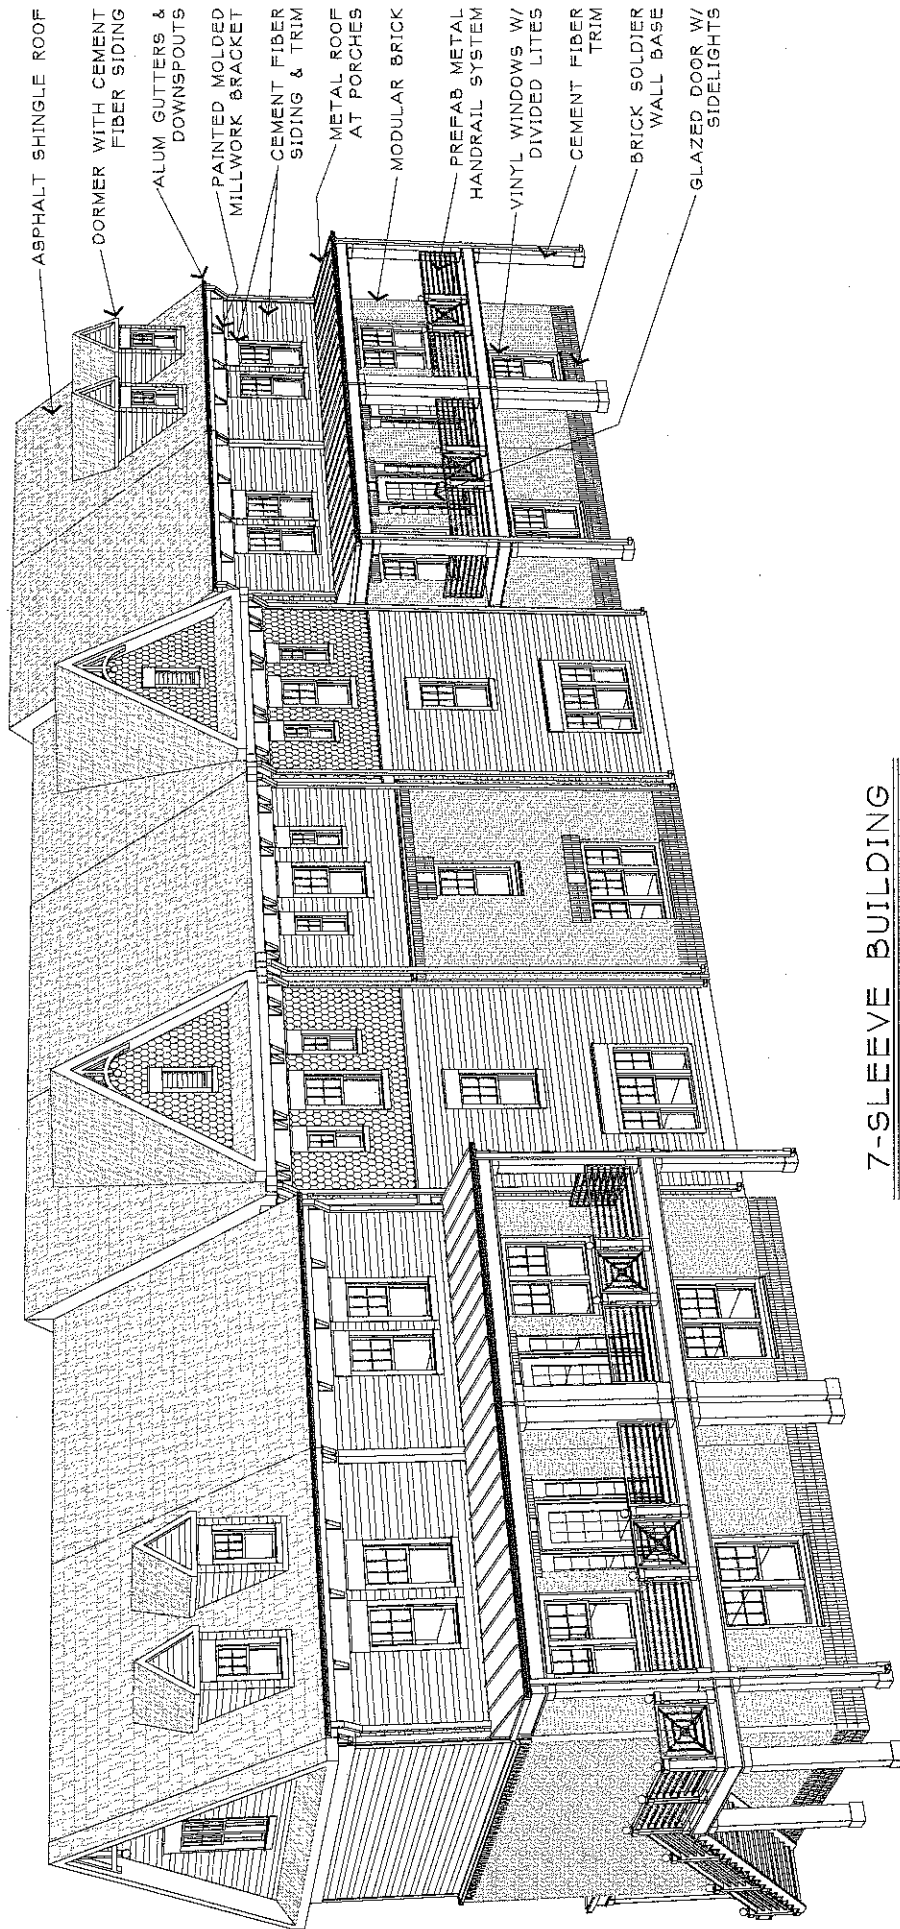 ASPHALT SHINGLE ROOF
DORMER WITH CEMENT
FIBER SIDING
ALUM GUTTERS &
DOWNSPOUTS
PAINTED MOLDED
MILLWORK BRACKET
CEMENT FIBER
SIDING & TRIM
METAL ROOF
AT PORCHES
MODULAR BRICK
PREFAB METAL
HANDRAIL SYSTEM
VINYL WINDOWS W/
DIVIDED LITES
CEMENT FIBER
TRIM
BRICK SOLDIER
WALL BASE
GLAZED DOOR W/
SIDELIGHTS
7-SLEEVE BUILDING